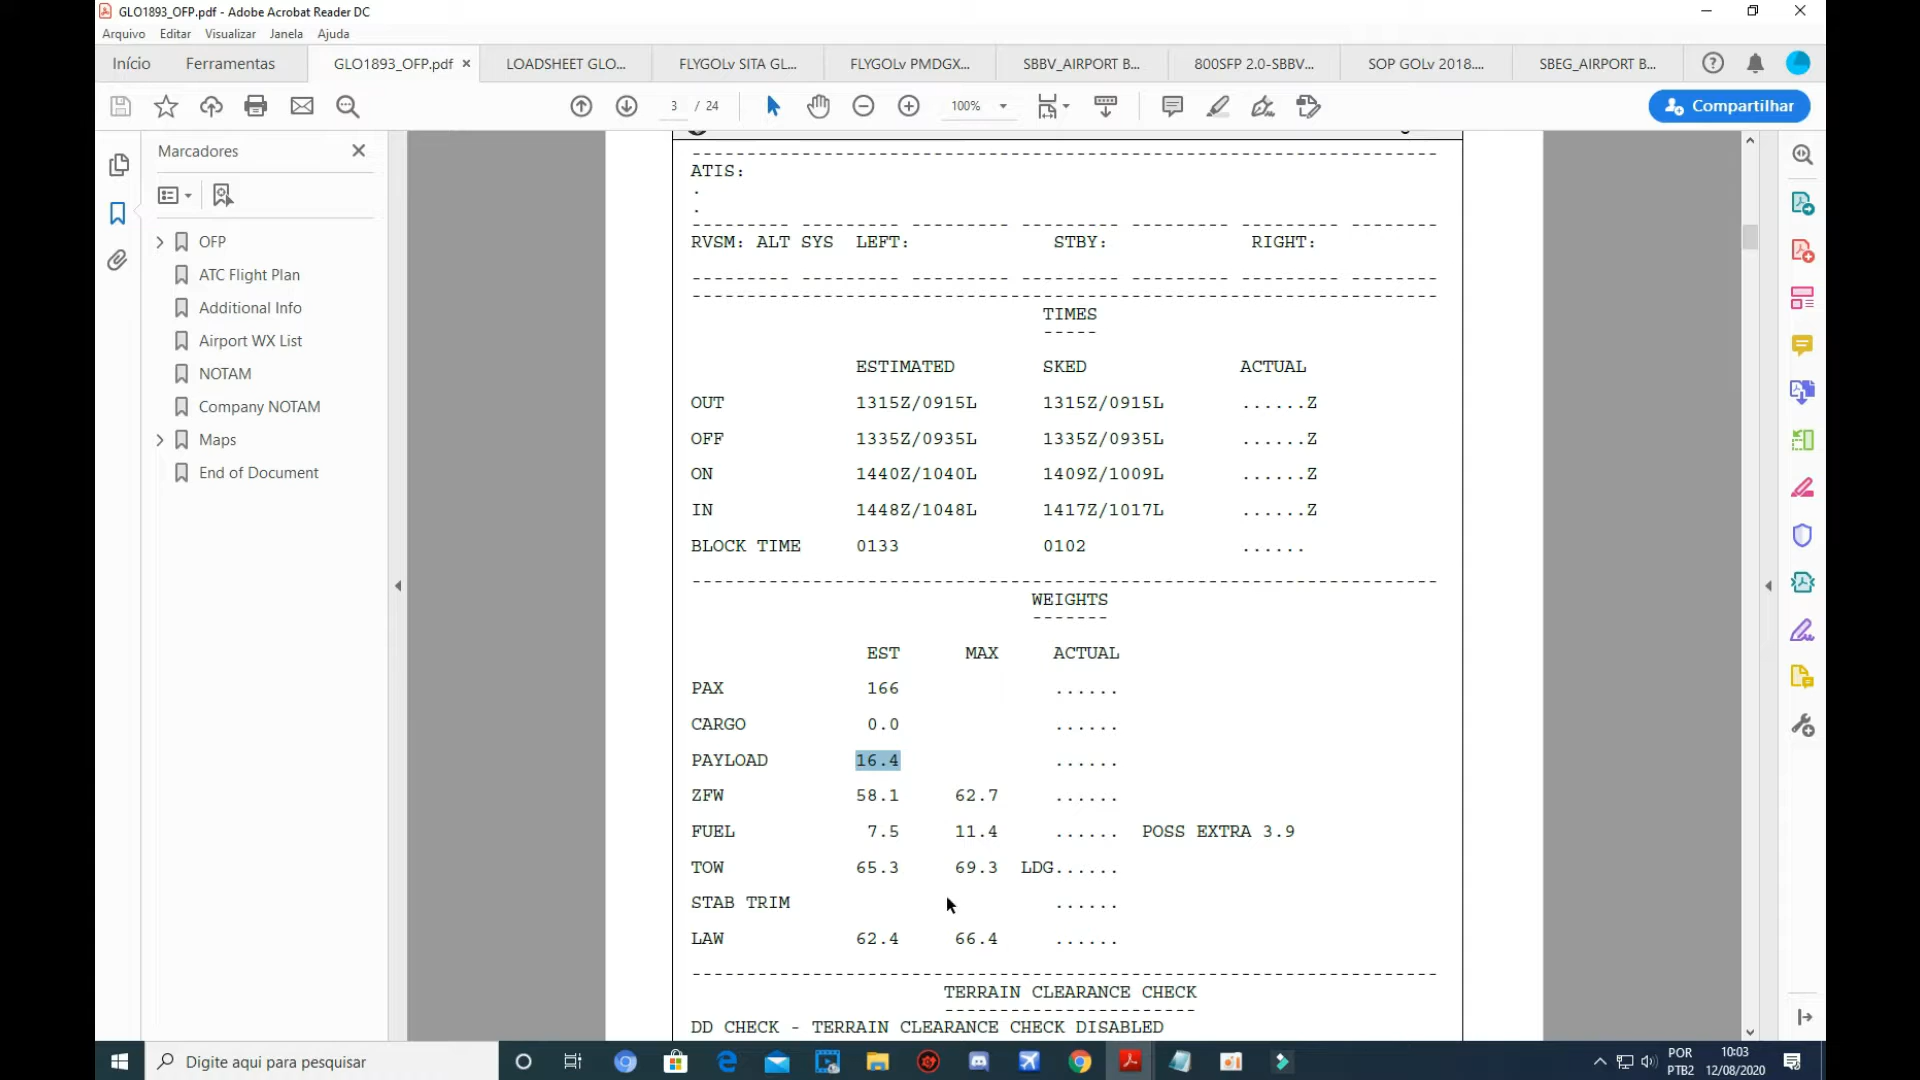 GLO1893_OFP.pdf - Adobe Acrobat Reader DC
Arquivo Editar Visualizar Janela Ajuda
Início Ferramentas GLO1893_OFP.pdf LOADSHEET GLO... FLYGOLv SITA GL... FLYGOLv PMDGX... SBBV_AIRPORT B... 800SFP 2.0-SBBV... SOP GOLv 2018.... SBEG_AIRPORT B...
3 / 24 100% Compartilhar
Marcadores
OFP
ATC Flight Plan
Additional Info
Airport WX List
NOTAM
Company NOTAM
Maps
End of Document
ATIS:
.
.
RVSM: ALT SYS LEFT: STBY: RIGHT:
TIMES
ESTIMATED SKED ACTUAL
OUT 1315Z/0915L 1315Z/0915L ......Z
OFF 1335Z/0935L 1335Z/0935L ......Z
ON 1440Z/1040L 1409Z/1009L ......Z
IN 1448Z/1048L 1417Z/1017L ......Z
BLOCK TIME 0133 0102 ......
WEIGHTS
EST MAX ACTUAL
PAX 166 ......
CARGO 0.0 ......
PAYLOAD 16.4 ......
ZFW 58.1 62.7 ......
FUEL 7.5 11.4 ...... POSS EXTRA 3.9
TOW 65.3 69.3 LDG......
STAB TRIM ......
LAW 62.4 66.4 ......
TERRAIN CLEARANCE CHECK
DD CHECK - TERRAIN CLEARANCE CHECK DISABLED
Digite aqui para pesquisar
POR
PTB2
10:03
12/08/2020